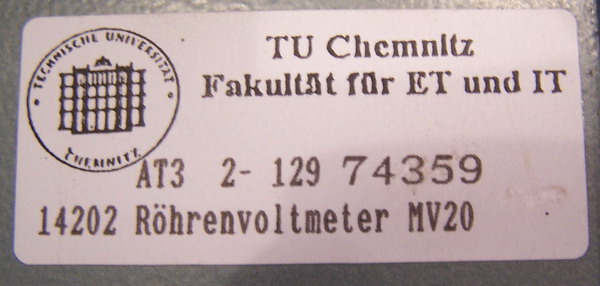 TECHNISCHE UNIVERSITÄT
CHEMNITZ
TU Chemnitz
Fakultät für ET und IT
AT3 2- 129 74359
14202 Röhrenvoltmeter MV20